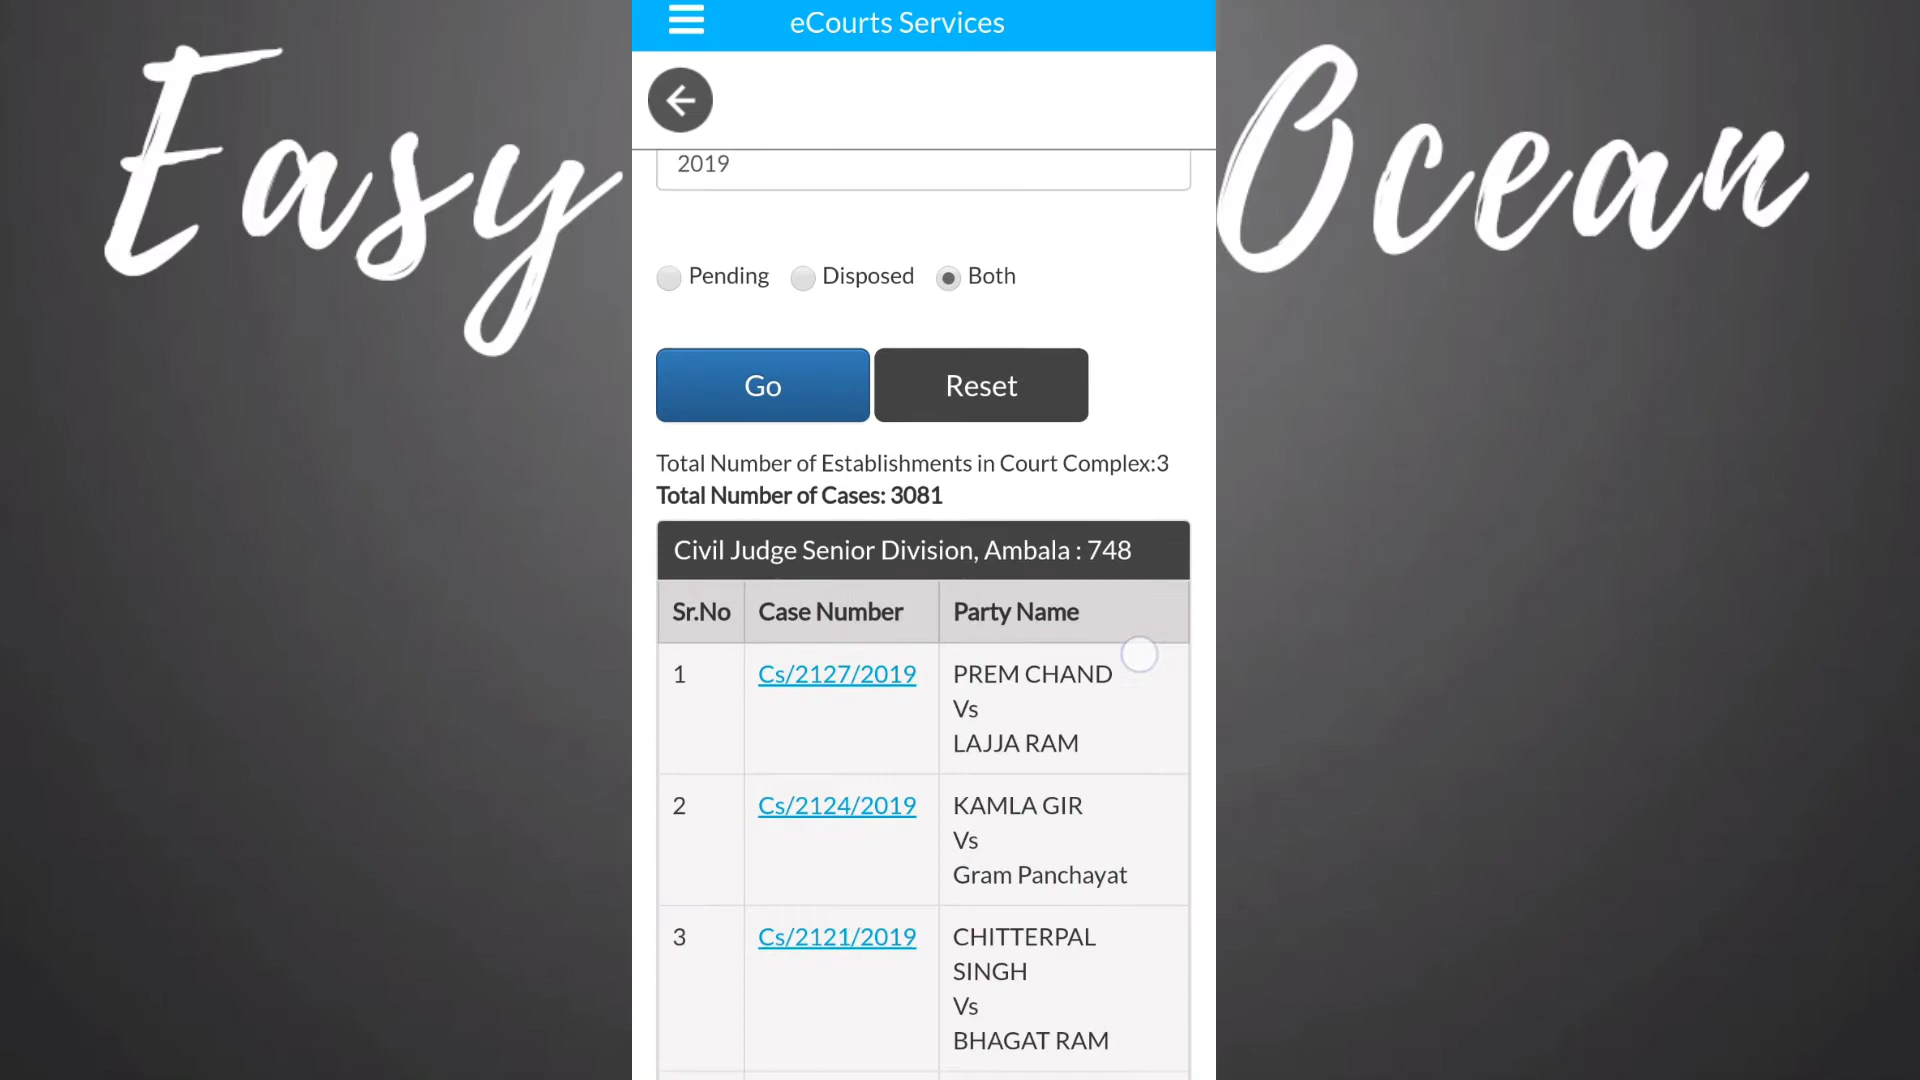 Easy Ocean
eCourts Services
2019
Pending Disposed Both
Go Reset
Total Number of Establishments in Court Complex:3
Total Number of Cases: 3081
Civil Judge Senior Division, Ambala : 748
Sr.No Case Number Party Name
1 Cs/2127/2019 PREM CHAND
Vs
LAJJA RAM
2 Cs/2124/2019 KAMLA GIR
Vs
Gram Panchayat
3 Cs/2121/2019 CHITTERPAL
SINGH
Vs
BHAGAT RAM